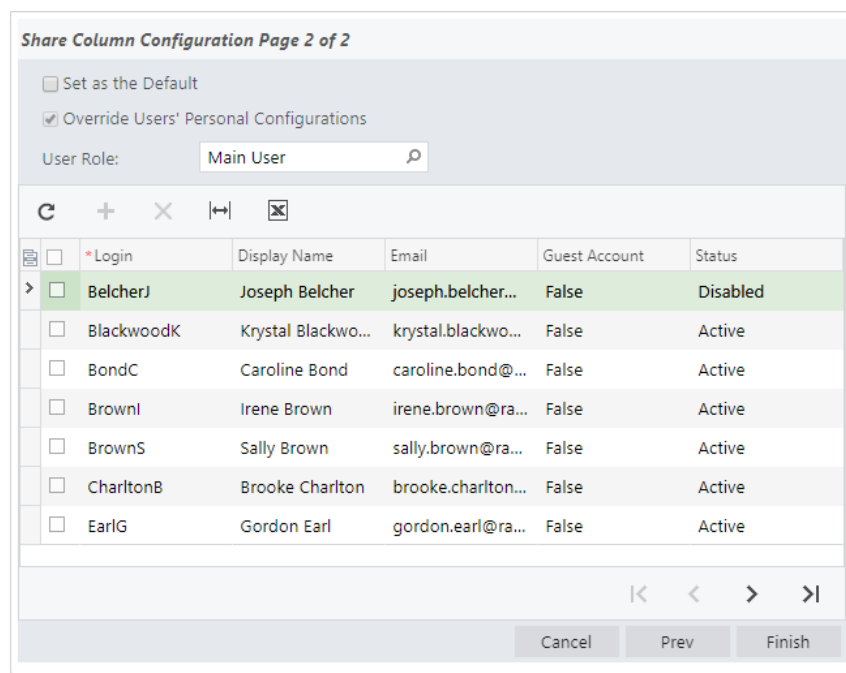 Share Column Configuration Page 2 of 2
Set as the Default
Override Users' Personal Configurations
User Role: Main User
* Login Display Name Email Guest Account Status
BelcherJ Joseph Belcher joseph.belcher... False Disabled
BlackwoodK Krystal Blackwo... krystal.blackwo... False Active
BondC Caroline Bond caroline.bond@... False Active
BrownI Irene Brown irene.brown@ra... False Active
BrownS Sally Brown sally.brown@ra... False Active
CharltonB Brooke Charlton brooke.charlton... False Active
EarlG Gordon Earl gordon.earl@ra... False Active
Cancel Prev Finish